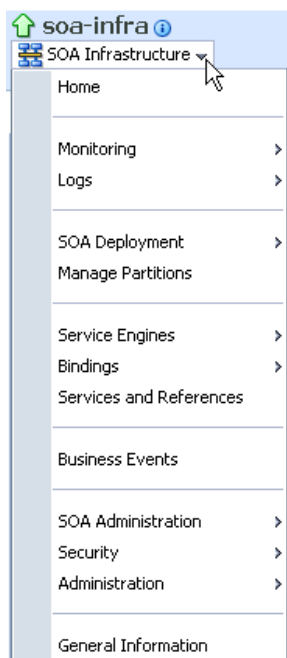 soa-infra
SOA Infrastructure
Home
Monitoring
Logs
SOA Deployment
Manage Partitions
Service Engines
Bindings
Services and References
Business Events
SOA Administration
Security
Administration
General Information